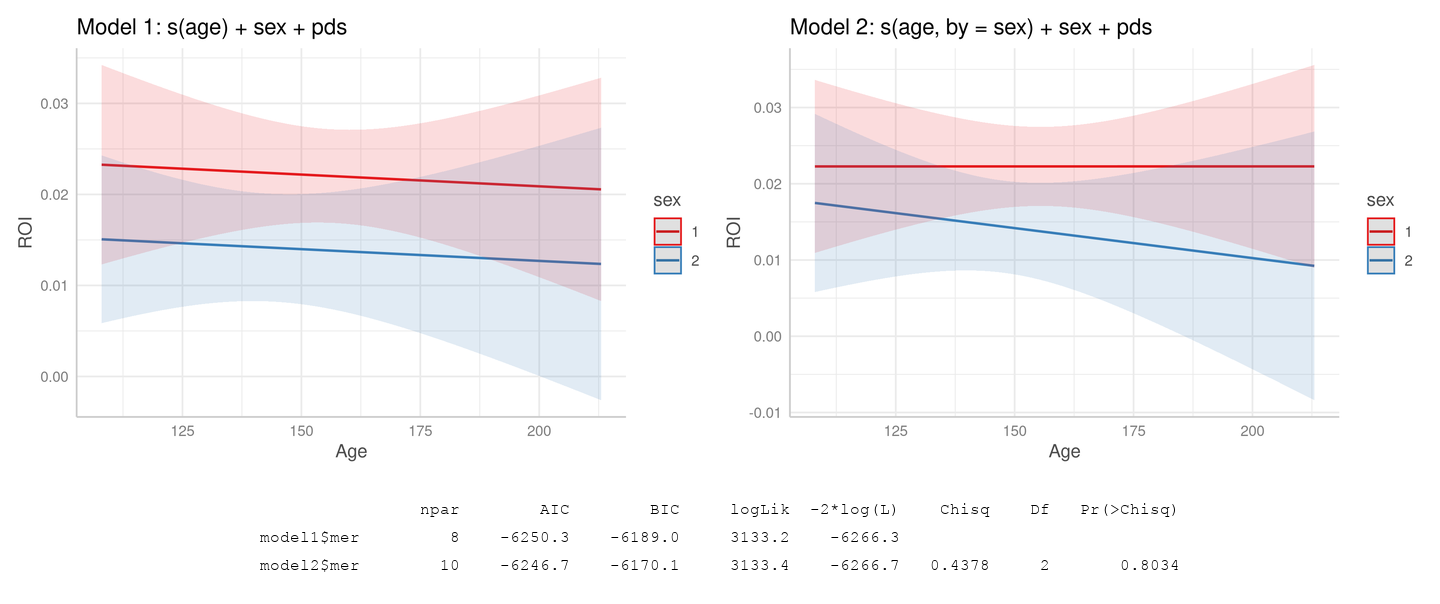 Model 1: s(age) + sex + pds
0.03
0.02
0.01
0.00
ROI
125 150 175 200
Age
sex
1
2
Model 2: s(age, by = sex) + sex + pds
0.03
0.02
0.01
0.00
-0.01
ROI
125 150 175 200
Age
sex
1
2
npar AIC BIC logLik -2*log(L) Chisq Df Pr(>Chisq)
model1$mer 8 -6250.3 -6189.0 3133.2 -6266.3
model2$mer 10 -6246.7 -6170.1 3133.4 -6266.7 0.4378 2 0.8034